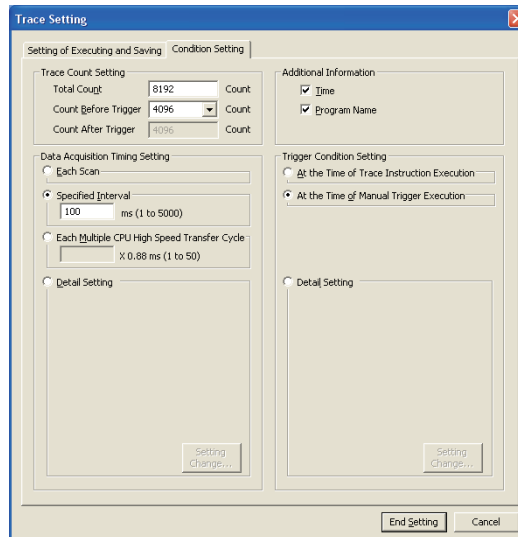 Trace Setting
Setting of Executing and Saving
Condition Setting
Trace Count Setting
Total Count 8192 Count
Count Before Trigger 4096 Count
Count After Trigger 4096 Count
Additional Information
Time
Program Name
Data Acquisition Timing Setting
Each Scan
Specified Interval
100 ms (1 to 5000)
Each Multiple CPU High Speed Transfer Cycle
X 0.88 ms (1 to 50)
Detail Setting
Setting
Change...
Trigger Condition Setting
At the Time of Trace Instruction Execution
At the Time of Manual Trigger Execution
Detail Setting
Setting
Change...
End Setting
Cancel